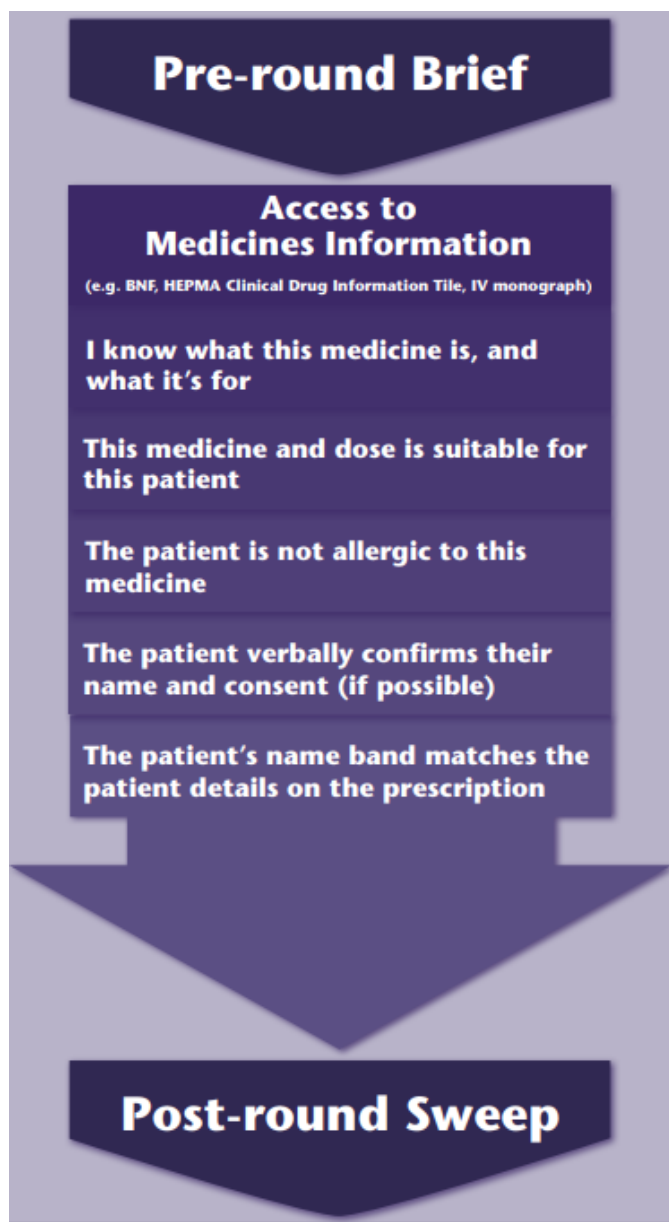 Pre-round Brief
Access to
Medicines Information
(e.g. BNF, HEPMA Clinical Drug Information Tile, IV monograph)
I know what this medicine is, and
what it’s for
This medicine and dose is suitable for
this patient
The patient is not allergic to this
medicine
The patient verbally confirms their
name and consent (if possible)
The patient’s name band matches the
patient details on the prescription
Post-round Sweep